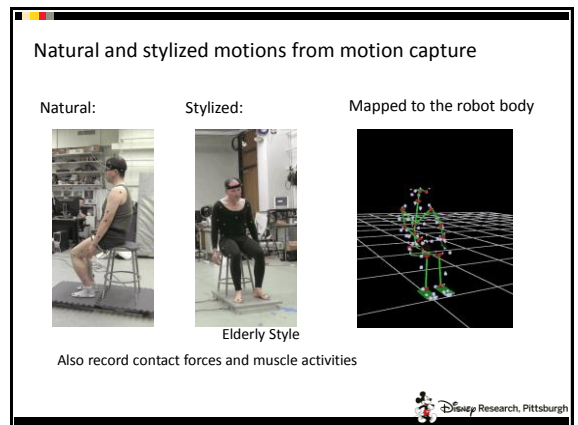 Natural and stylized motions from motion capture
Natural:
Stylized:
Mapped to the robot body
Elderly Style
Also record contact forces and muscle activities
Disney Research, Pittsburgh